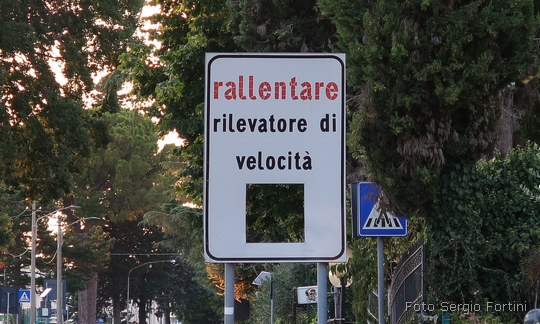 rallentare
rilevatore di
velocità
Foto Sergio Fortini